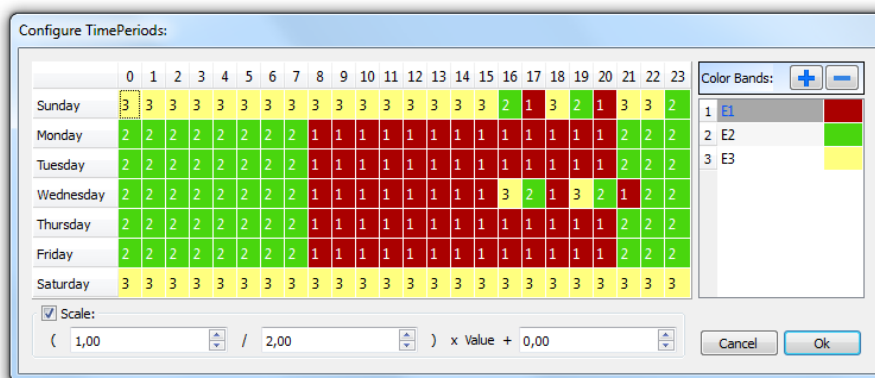 Configure TimePeriods:
0 1 2 3 4 5 6 7 8 9 10 11 12 13 14 15 16 17 18 19 20 21 22 23
Sunday 3 3 3 3 3 3 3 3 3 3 3 3 3 3 3 3 2 1 3 2 1 3 3 2
Monday 2 2 2 2 2 2 2 2 1 1 1 1 1 1 1 1 1 1 1 1 1 2 2 2
Tuesday 2 2 2 2 2 2 2 2 1 1 1 1 1 1 1 1 1 1 1 1 1 2 2 2
Wednesday 2 2 2 2 2 2 2 2 1 1 1 1 1 1 1 1 3 2 1 3 2 1 2 2
Thursday 2 2 2 2 2 2 2 2 1 1 1 1 1 1 1 1 1 1 1 1 1 2 2 2
Friday 2 2 2 2 2 2 2 2 1 1 1 1 1 1 1 1 1 1 1 1 1 2 2 2
Saturday 3 3 3 3 3 3 3 3 3 3 3 3 3 3 3 3 3 3 3 3 3 3 3 3
Color Bands:
1 E1
2 E2
3 E3
Scale:
( 1,00 / 2,00 ) x Value + 0,00
Cancel Ok